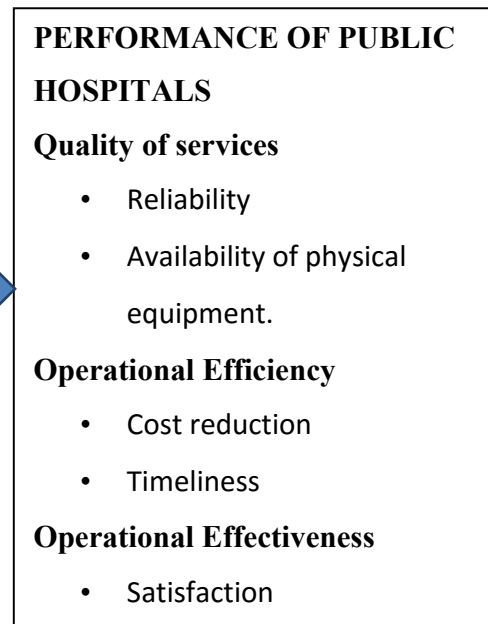 PERFORMANCE OF PUBLIC
HOSPITALS
Quality of services
• Reliability
• Availability of physical
equipment.
Operational Efficiency
• Cost reduction
• Timeliness
Operational Effectiveness
• Satisfaction